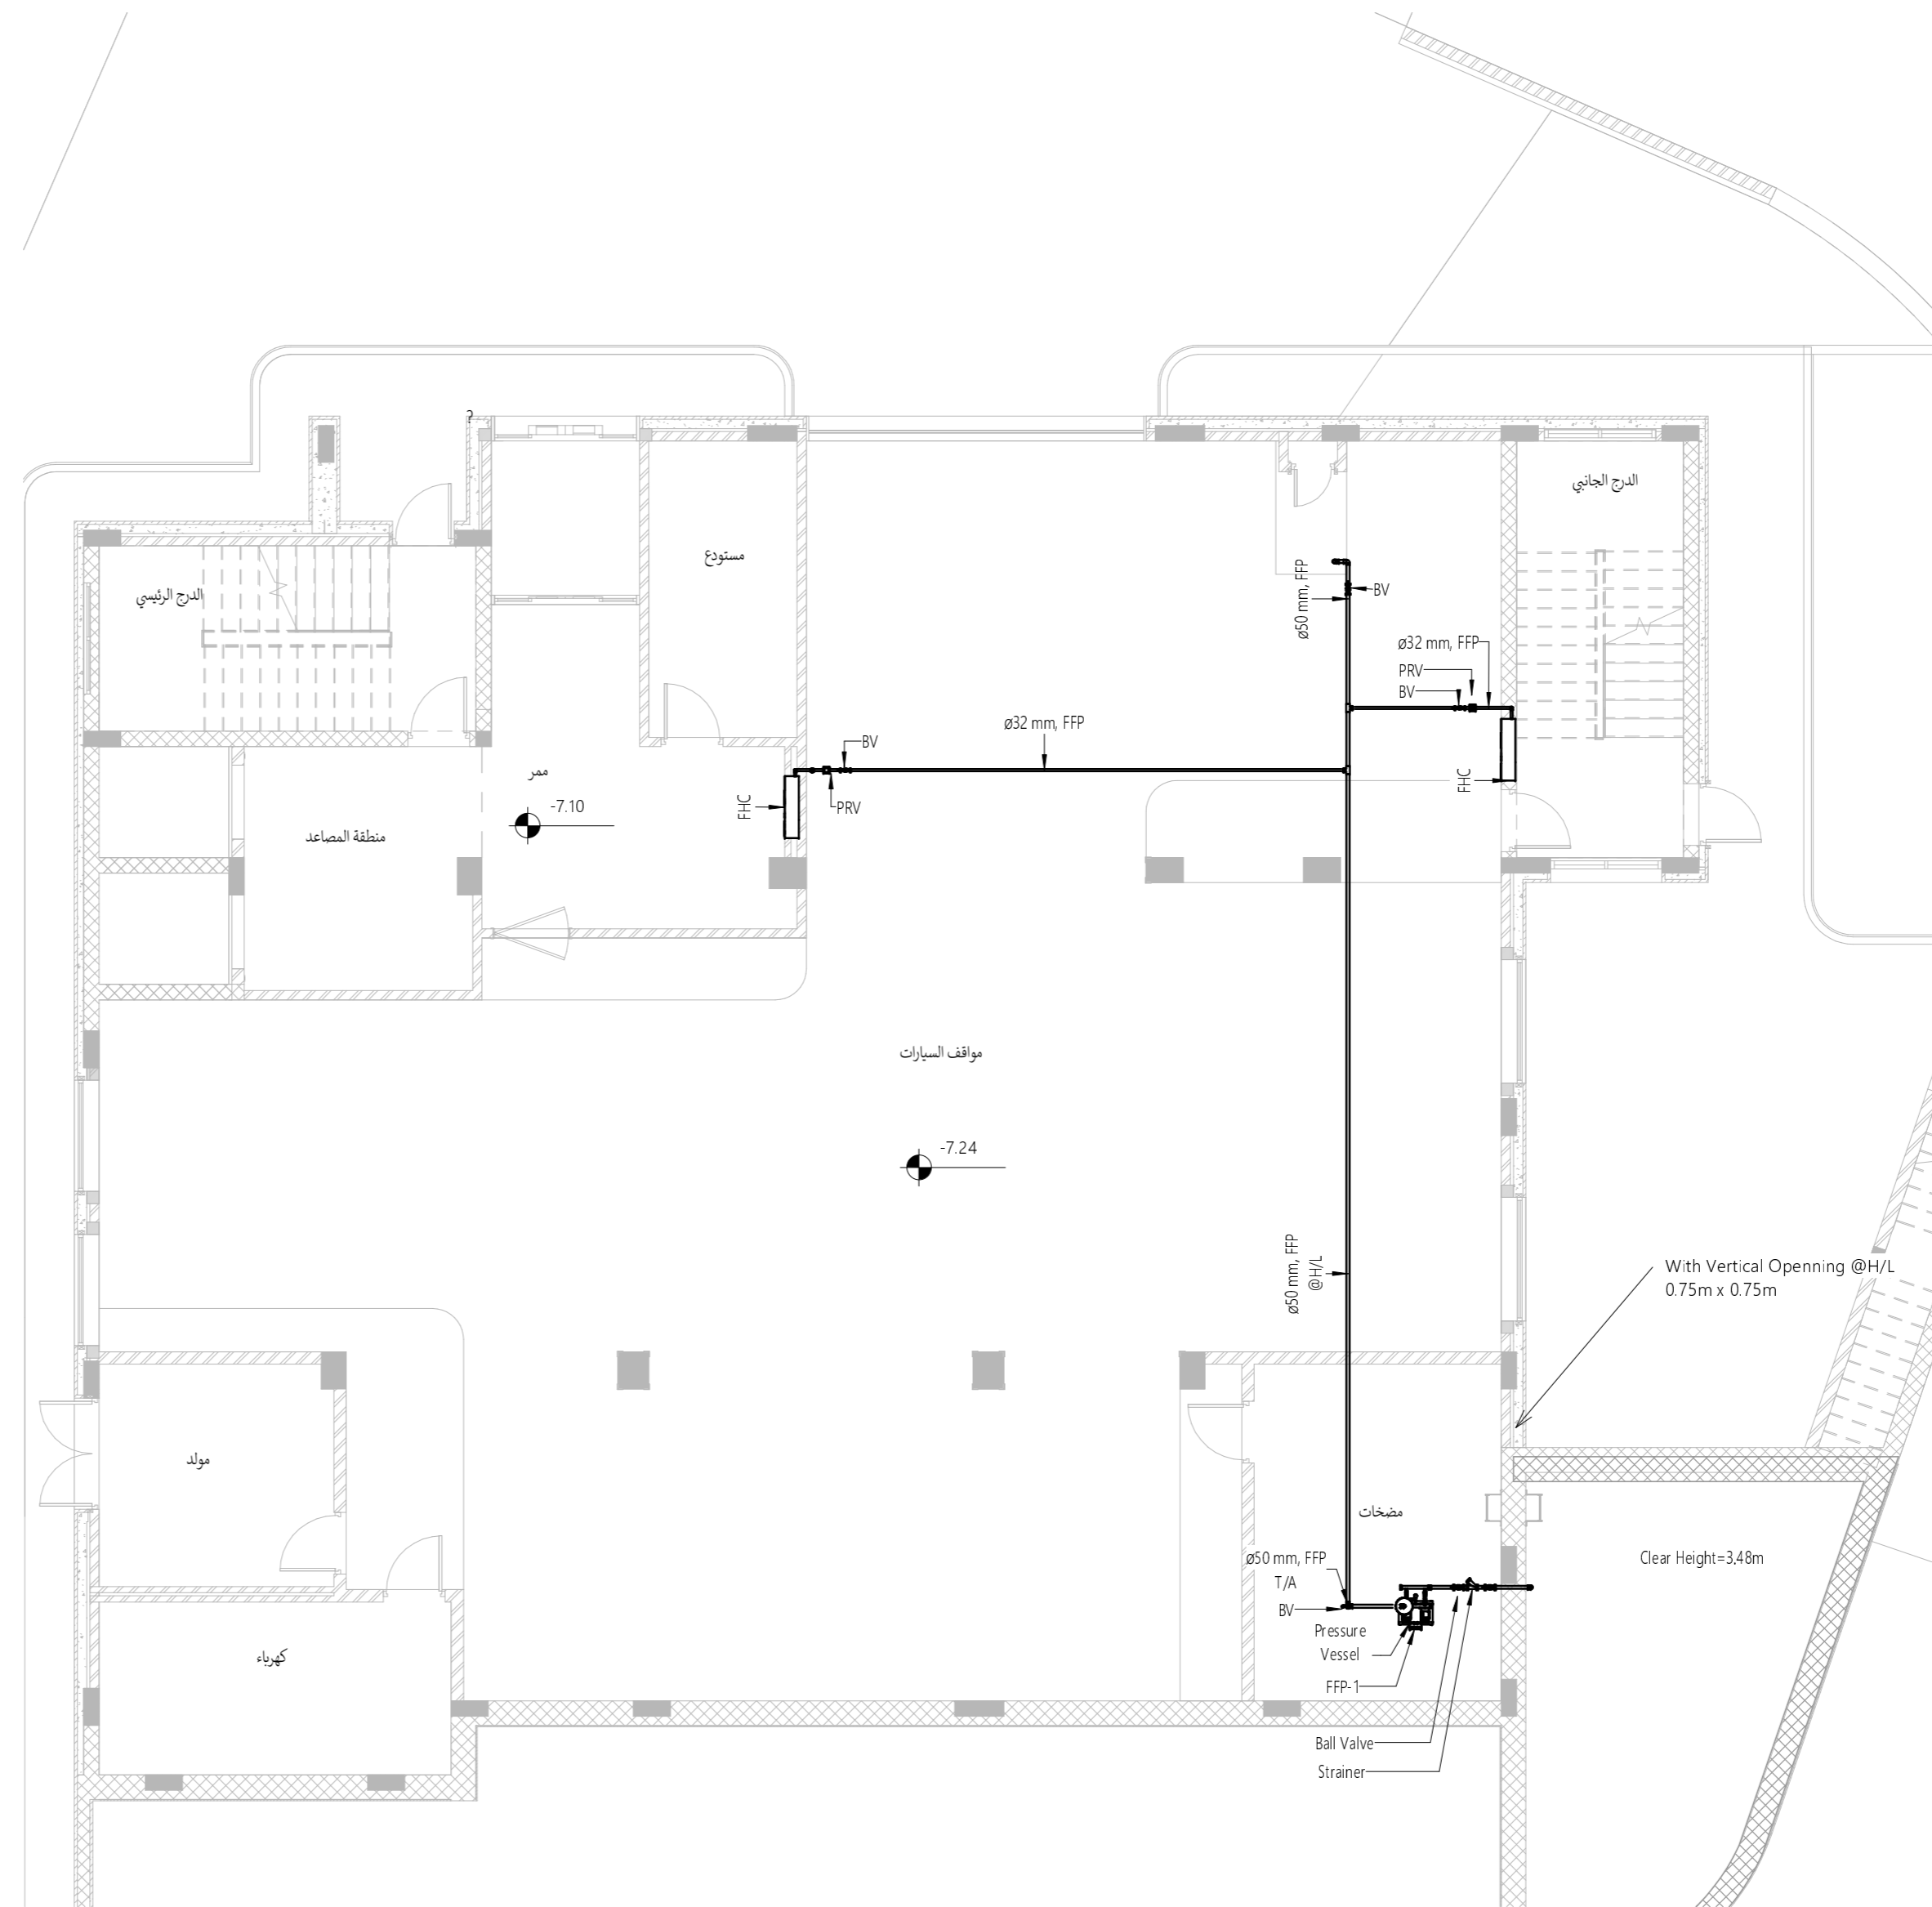 ?
الدرج الجانبي
مستودع
الدرج الرئيسي
ø50 mm, FFP
BV
ø32 mm, FFP
PRV
BV
ø32 mm, FFP
BV
ممر
-7.10
FHC
PRV
FHC
منطقة المصاعد
مواقف السيارات
-7.24
ø50 mm, FFP
@H/L
With Vertical Openning @H/L
0.75m x 0.75m
مولد
مضخات
ø50 mm, FFP
T/A
BV
Clear Height=3.48m
Pressure
Vessel
FFP-1
كهرباء
Ball Valve
Strainer